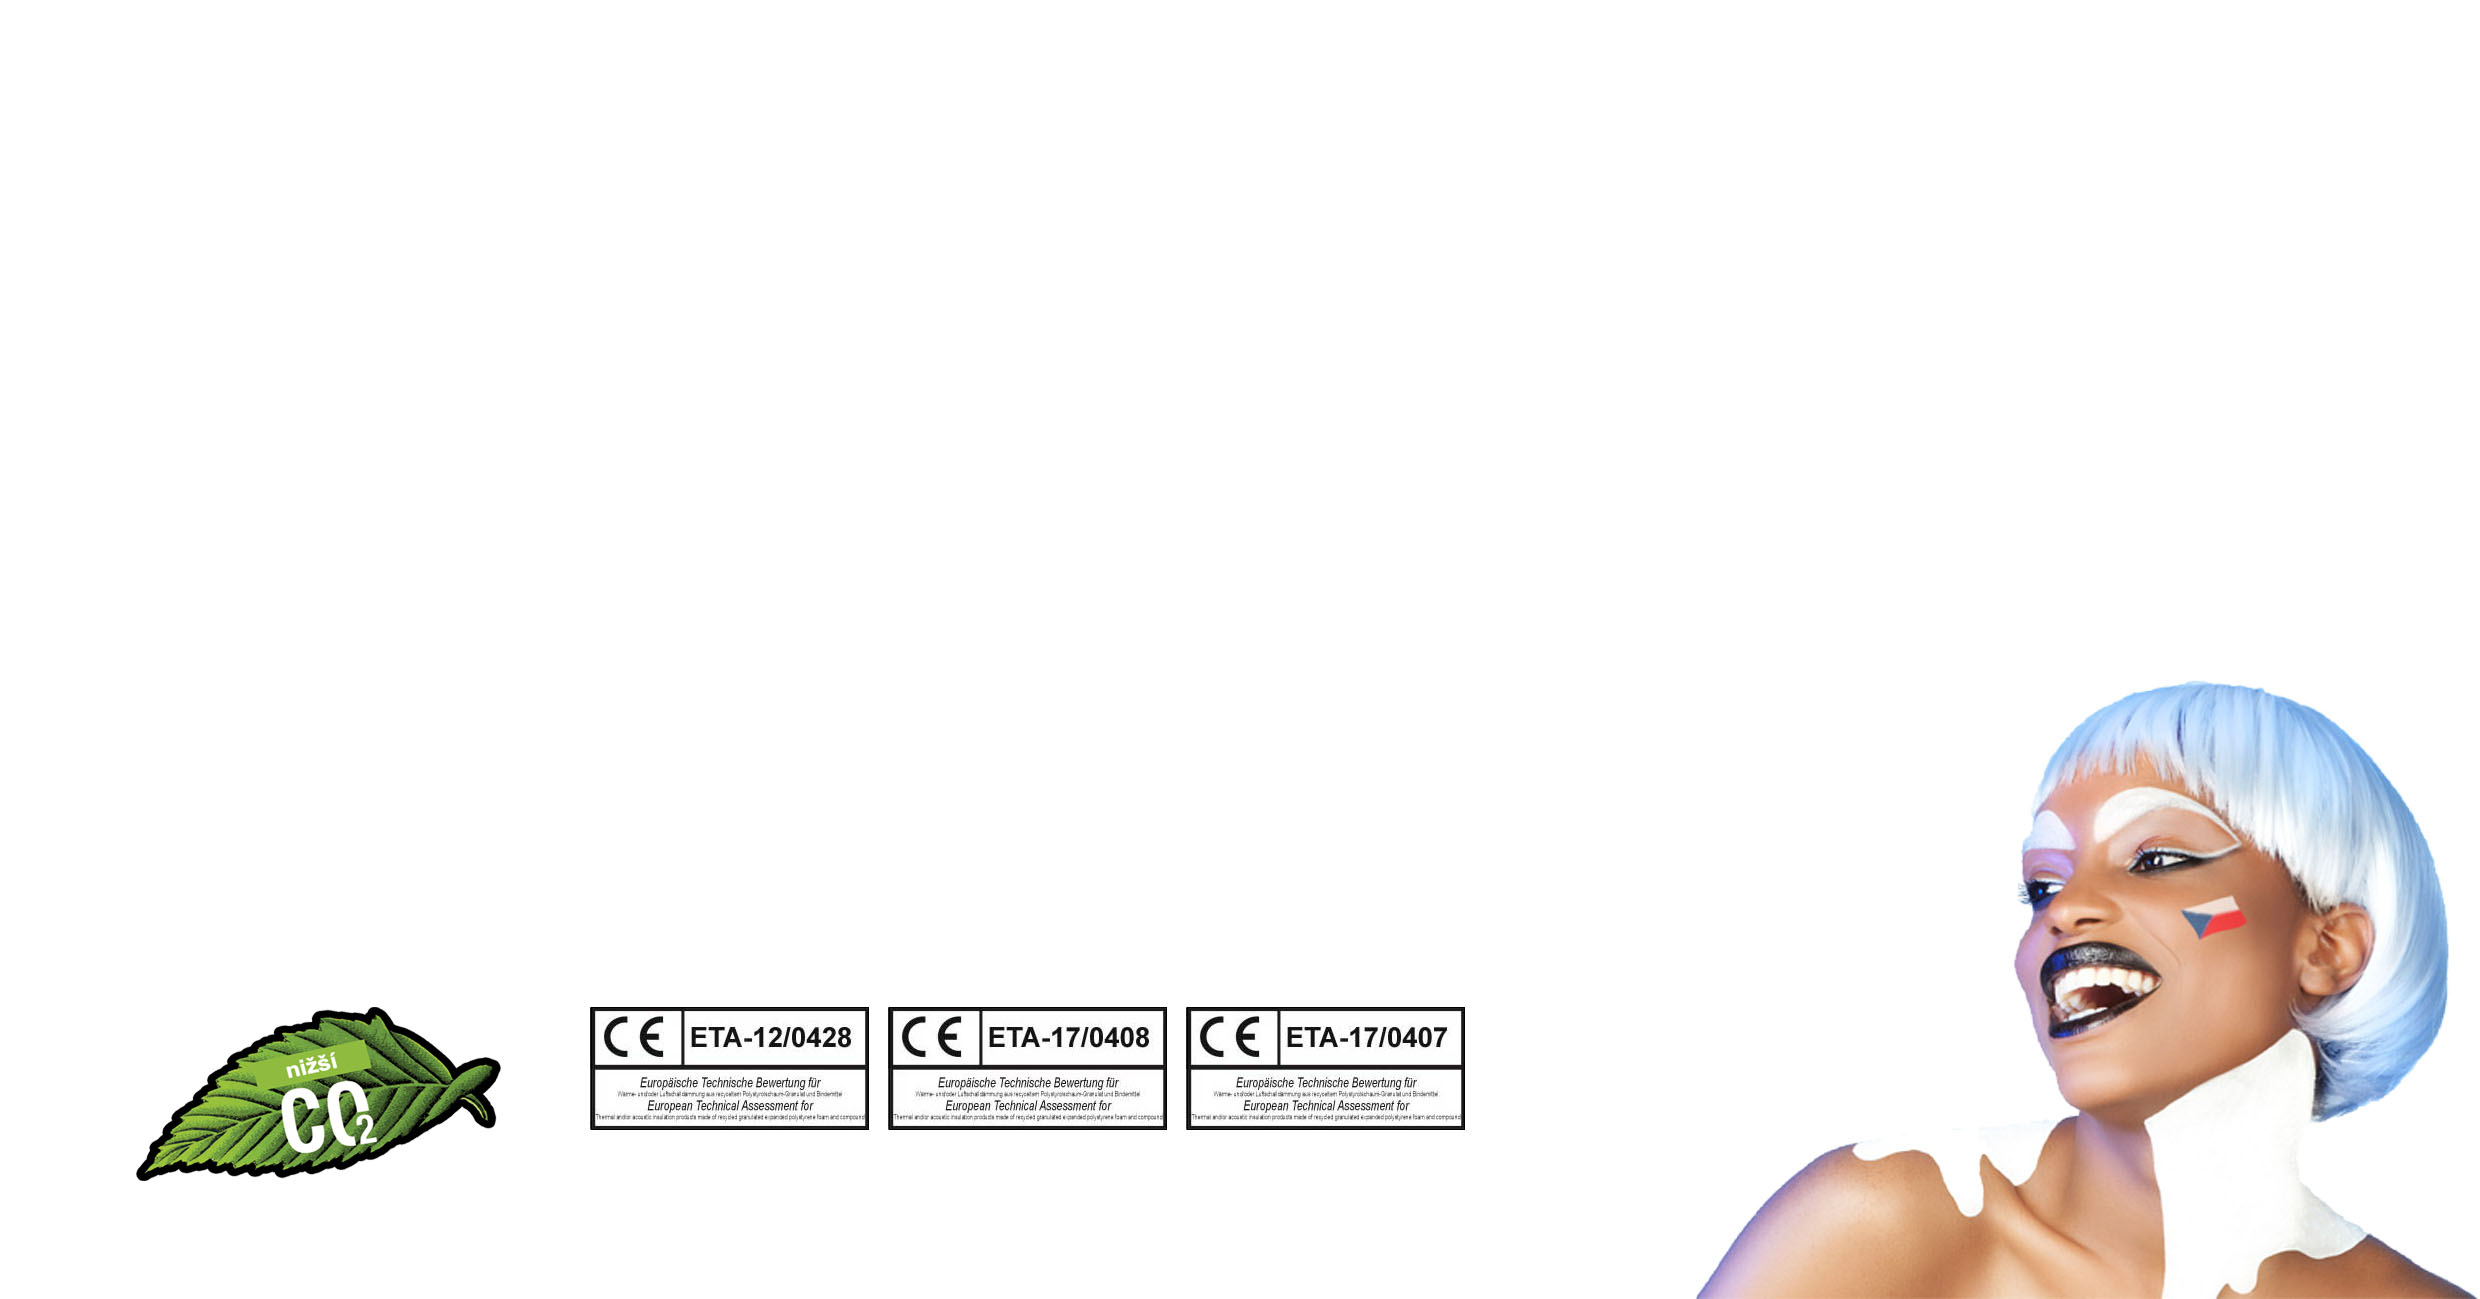 nižší
CO2
CE ETA-12/0428
Europäische Technische Bewertung für
Wärme- und/oder Luftschalldämmung aus recyceltem Polystyrolschaum-Granulat und Bindemittel
European Technical Assessment for
Thermal and/or acoustic insulation products made of recycled granulated expanded polystyrene foam and compound
CE ETA-17/0408
Europäische Technische Bewertung für
Wärme- und/oder Luftschalldämmung aus recyceltem Polystyrolschaum-Granulat und Bindemittel
European Technical Assessment for
Thermal and/or acoustic insulation products made of recycled granulated expanded polystyrene foam and compound
CE ETA-17/0407
Europäische Technische Bewertung für
Wärme- und/oder Luftschalldämmung aus recyceltem Polystyrolschaum-Granulat und Bindemittel
European Technical Assessment for
Thermal and/or acoustic insulation products made of recycled granulated expanded polystyrene foam and compound